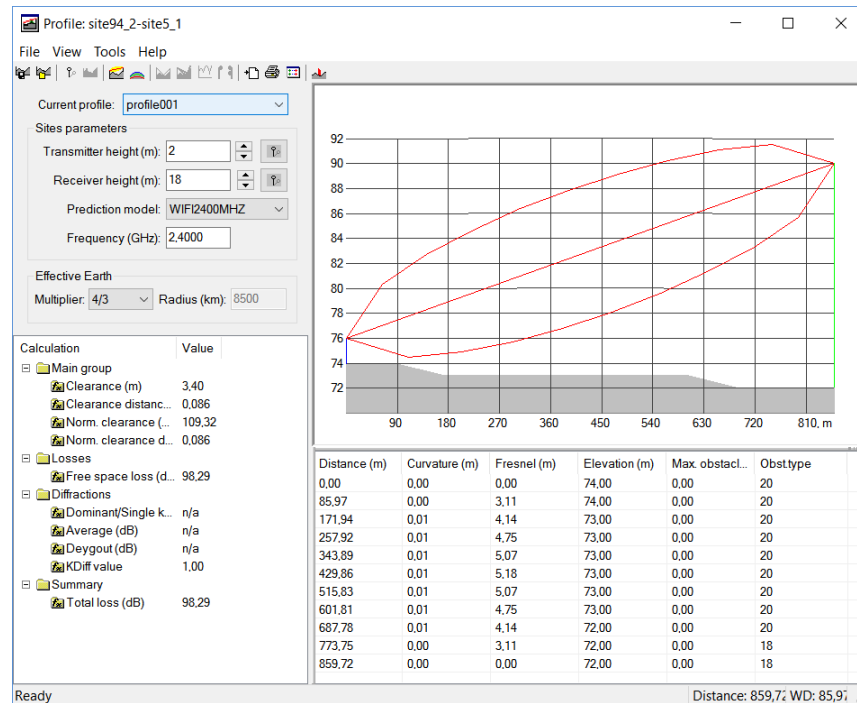 Profile: site94_2-site5_1
File View Tools Help
Current profile: profile001
Sites parameters
Transmitter height (m): 2
Receiver height (m): 18
Prediction model: WIFI2400MHZ
Frequency (GHz): 2,4000
Effective Earth
Multiplier: 4/3 Radius (km): 8500
Calculation Value
Main group
Clearance (m) 3,40
Clearance distanc... 0,086
Norm. clearance (... 109,32
Norm. clearance d... 0,086
Losses
Free space loss (d... 98,29
Diffractions
Dominant/Single k... n/a
Average (dB) n/a
Deygout (dB) n/a
KDiff value 1,00
Summary
Total loss (dB) 98,29
92
90
88
86
84
82
80
78
76
74
72
90 180 270 360 450 540 630 720 810, m
Distance (m) Curvature (m) Fresnel (m) Elevation (m) Max. obstacl... Obst.type
0,00 0,00 0,00 74,00 0,00 20
85,97 0,00 3,11 74,00 0,00 20
171,94 0,01 4,14 73,00 0,00 20
257,92 0,01 4,75 73,00 0,00 20
343,89 0,01 5,07 73,00 0,00 20
429,86 0,01 5,18 73,00 0,00 20
515,83 0,01 5,07 73,00 0,00 20
601,81 0,01 4,75 73,00 0,00 20
687,78 0,01 4,14 72,00 0,00 20
773,75 0,00 3,11 72,00 0,00 18
859,72 0,00 0,00 72,00 0,00 18
Ready Distance: 859,72 WD: 85,97